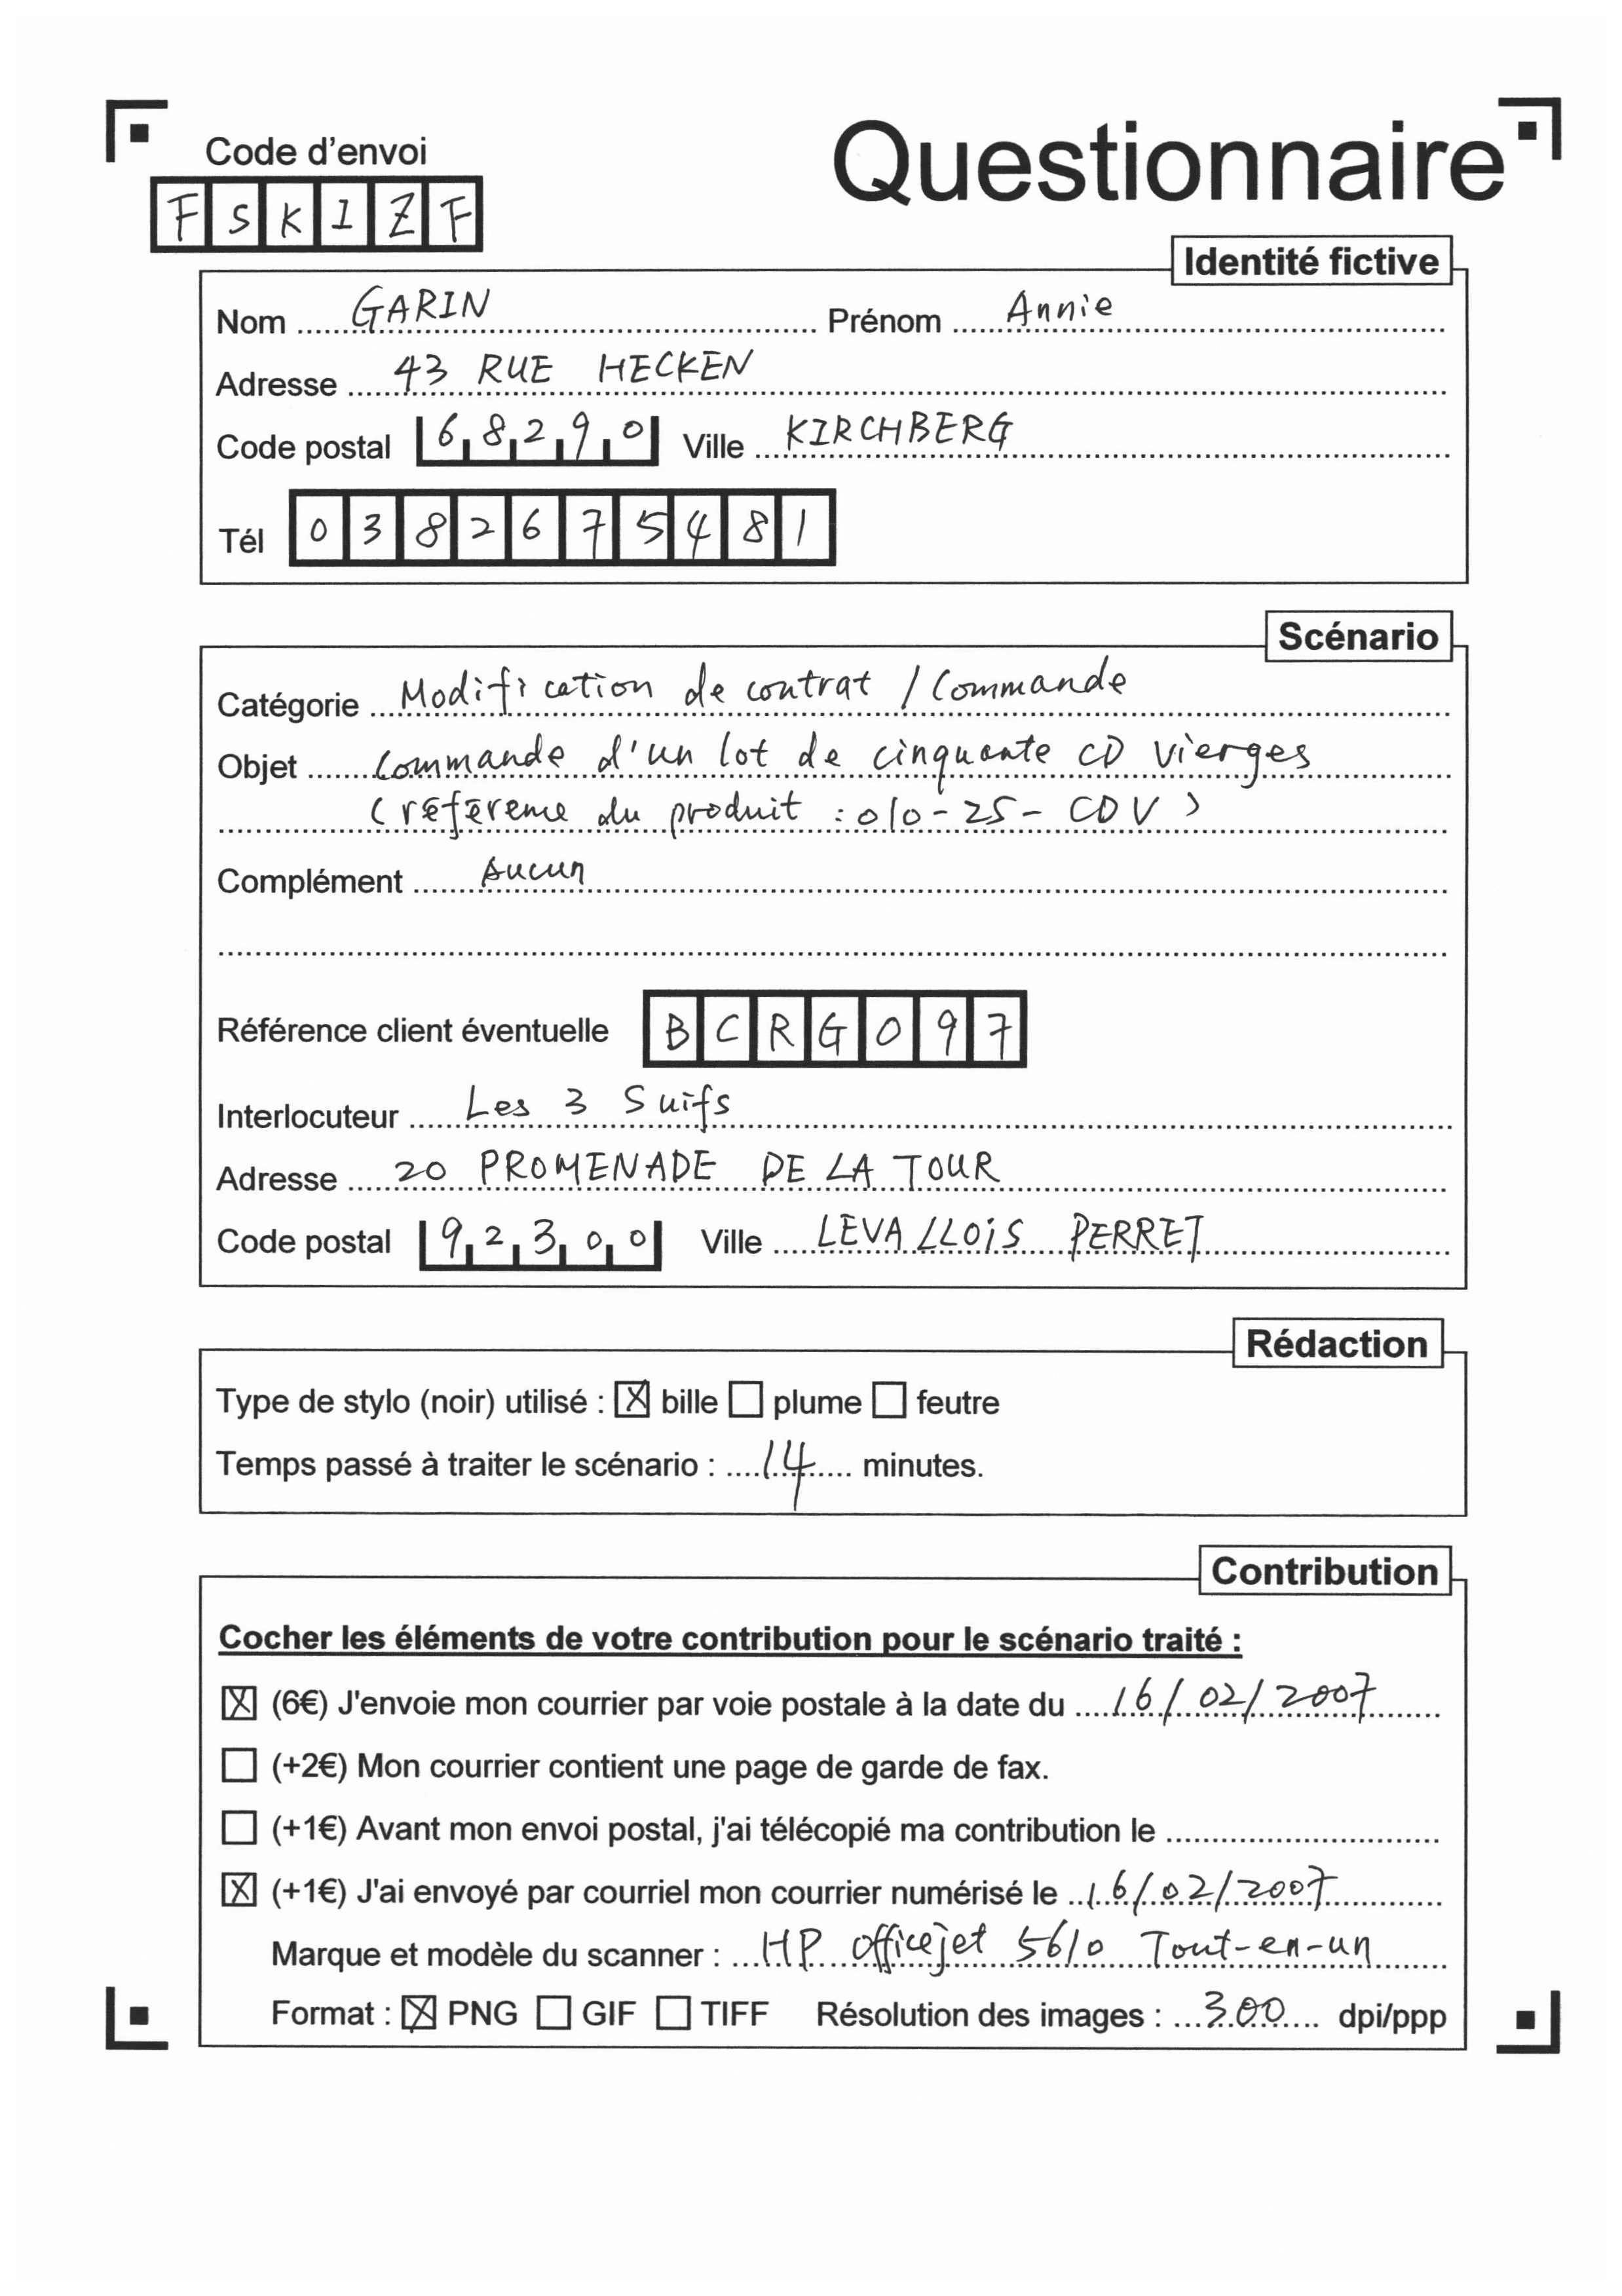 Code d'envoi
Questionnaire
FSKIZF
Identité fictive
Nom GARIN Prénom Annie
Adresse 43 RUE HECKEN
Code postal 68290 Ville KIRCHBERG
Tél 0382675481
Scénario
Catégorie Modification de contrat / Commande
Objet Commande d'un lot de cinquante CD vierges
(référence du produit : 010-25-CDV)
Complément Aucun
Référence client éventuelle BCRG097
Interlocuteur Les 3 Suifs
Adresse 20 PROMENADE DE LA TOUR
Code postal 92300 Ville LEVALLOIS PERRET
Rédaction
Type de stylo (noir) utilisé : ☒ bille ☐ plume ☐ feutre
Temps passé à traiter le scénario : 14 minutes.
Contribution
Cocher les éléments de votre contribution pour le scénario traité :
☒ (6€) J'envoie mon courrier par voie postale à la date du 16/02/2007
☐ (+2€) Mon courrier contient une page de garde de fax.
☐ (+1€) Avant mon envoi postal, j'ai télécopié ma contribution le
☒ (+1€) J'ai envoyé par courriel mon courrier numérisé le 16/02/2007
Marque et modèle du scanner : HP officejet 5610 Tout-en-un
Format : ☒ PNG ☐ GIF ☐ TIFF Résolution des images : 300 dpi/ppp